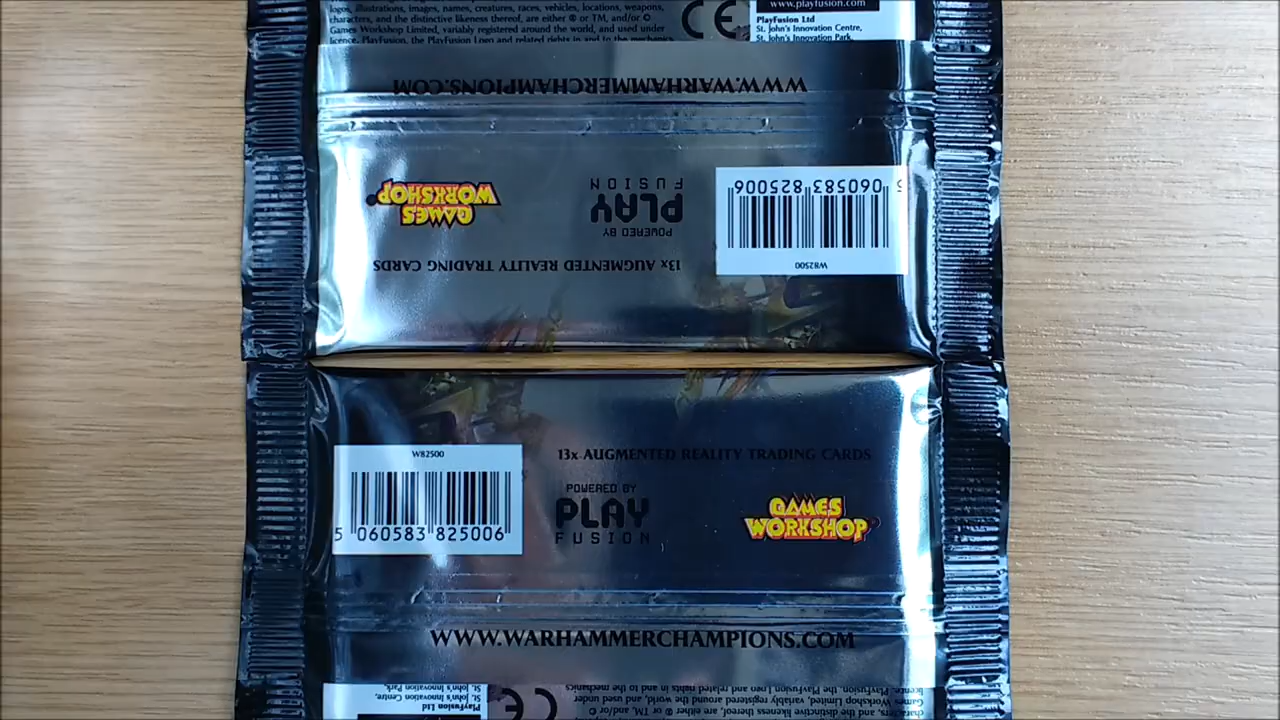 logos, illustrations, images, names, creatures, races, vehicles, locations, weapons,
characters, and the distinctive likeness thereof, are either ® or TM, and/or ©
Games Workshop Limited, variably registered around the world, and used under
licence. PlayFusion, the PlayFusion Logo and related rights in and to the mechanics
CE
www.playfusion.com
PlayFusion Ltd
St. John's Innovation Centre,
St. John's Innovation Park,
WWW.WARHAMMERCHAMPIONS.COM
GAMES
WORKSHOP®
POWERED BY
PLAY
FUSION
5 060583 825006
W82500
13x AUGMENTED REALITY TRADING CARDS
W82500
5 060583 825006
13x AUGMENTED REALITY TRADING CARDS
POWERED BY
PLAY
FUSION
GAMES
WORKSHOP®
WWW.WARHAMMERCHAMPIONS.COM
PlayFusion Ltd
St. John's Innovation Centre,
St. John's Innovation Park,
CE
characters, and the distinctive likeness thereof, are either ® or TM, and/or ©
Games Workshop Limited, variably registered around the world, and used under
licence. PlayFusion, the PlayFusion Logo and related rights in and to the mechanics